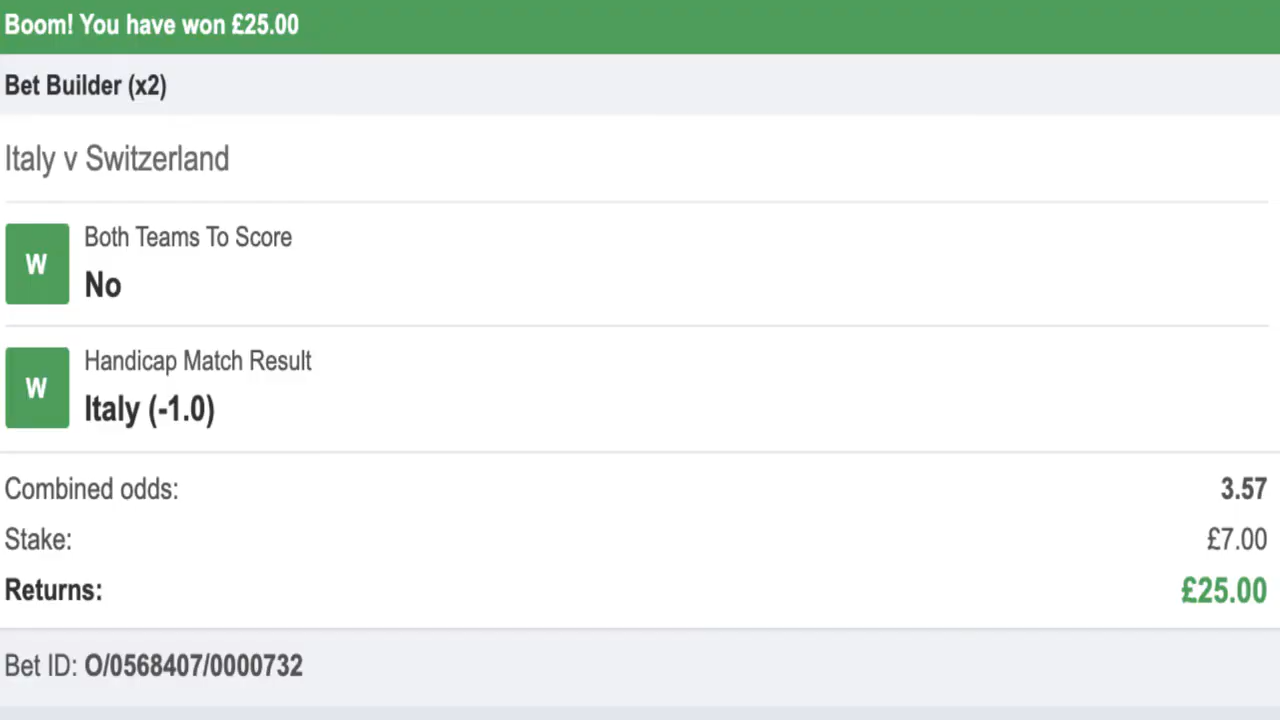 Boom! You have won £25.00
Bet Builder (x2)
Italy v Switzerland
W
Both Teams To Score
No
W
Handicap Match Result
Italy (-1.0)
Combined odds: 3.57
Stake: £7.00
Returns: £25.00
Bet ID: O/0568407/0000732